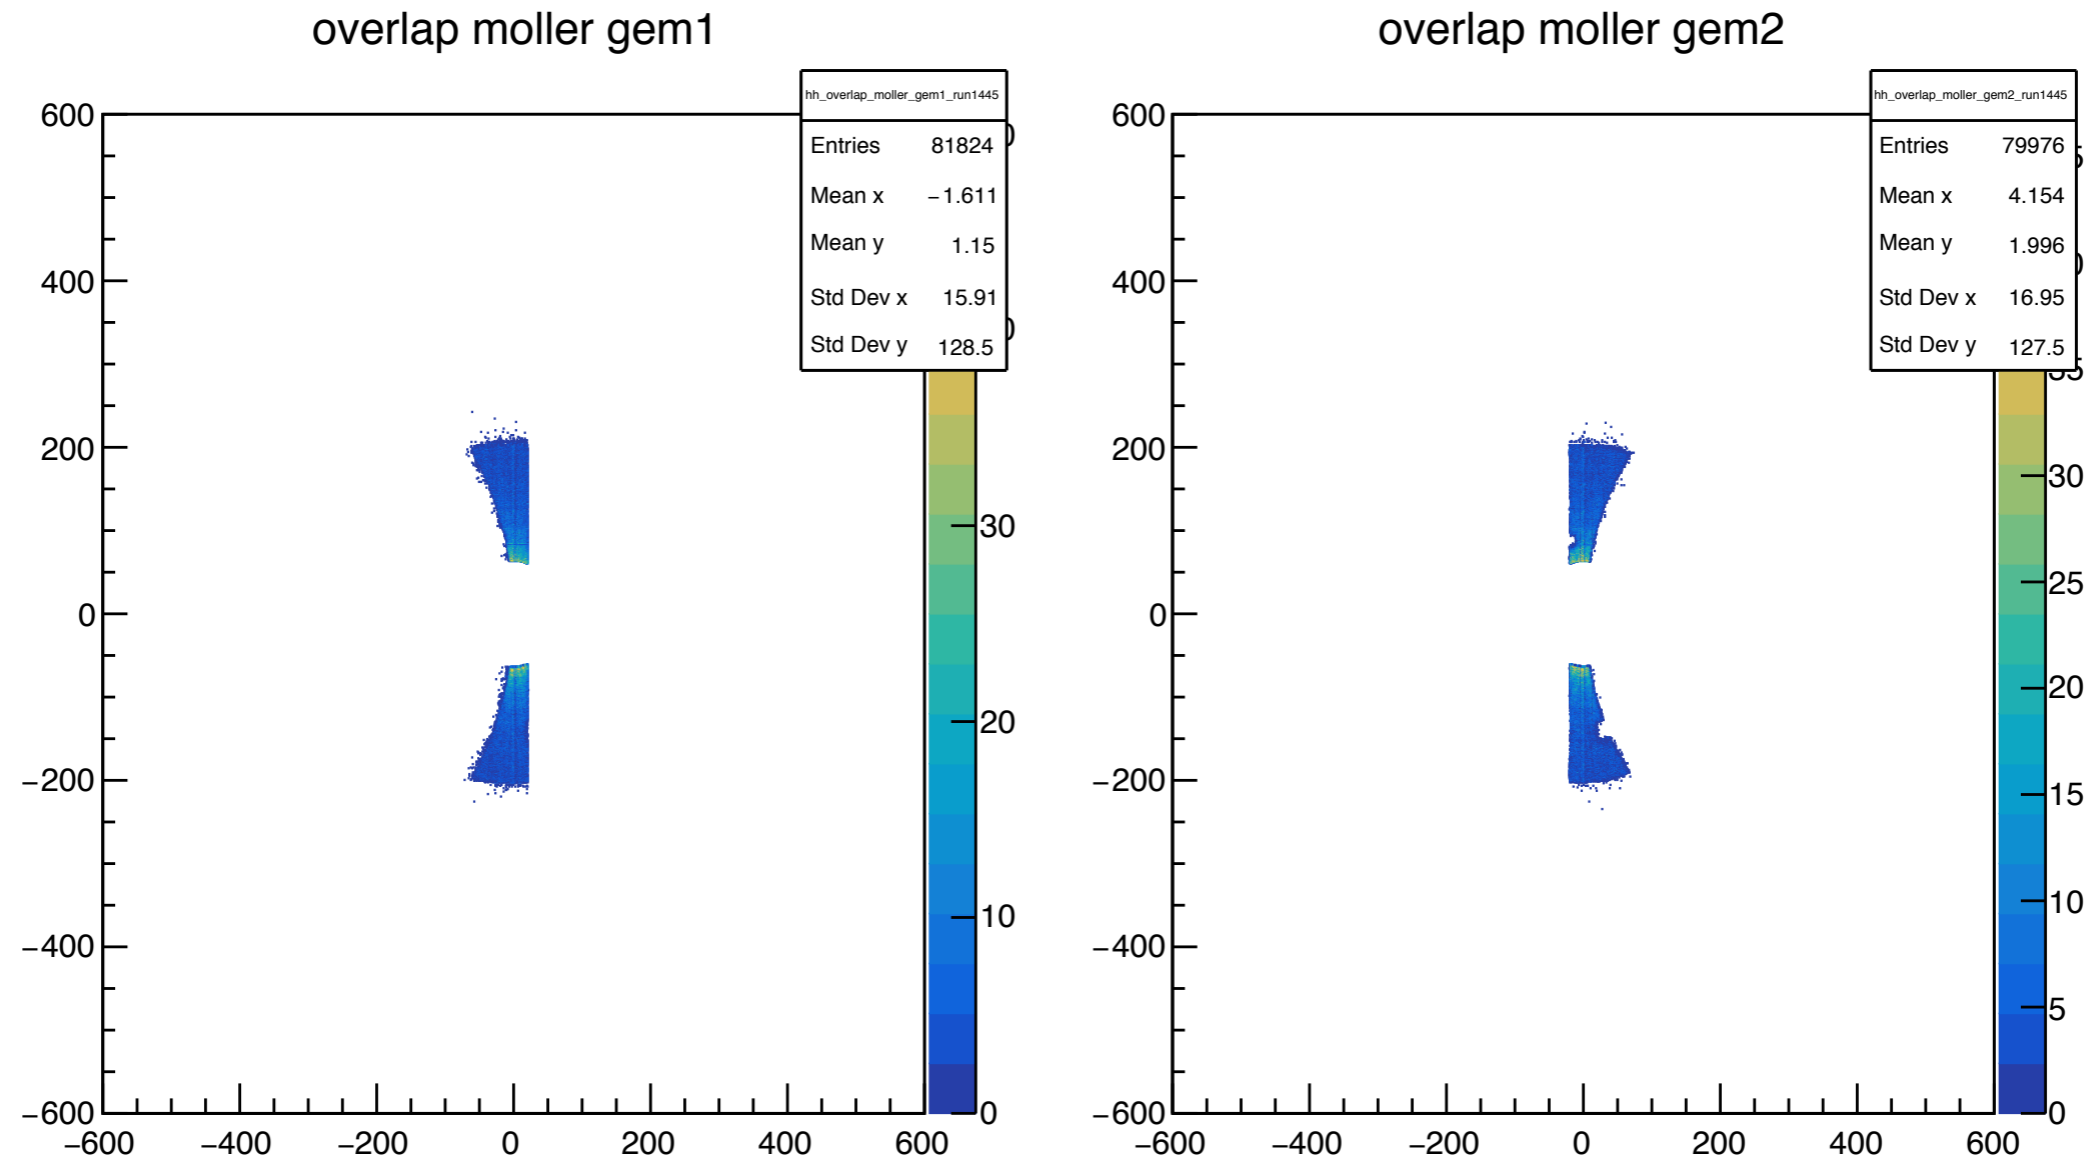 overlap moller gem1
hh_overlap_moller_gem1_run1445
Entries 81824
Mean x −1.611
Mean y 1.15
Std Dev x 15.91
Std Dev y 128.5
600
400
200
0
−200
−400
−600
−600 −400 −200 0 200 400 600
30
20
10
0
overlap moller gem2
hh_overlap_moller_gem2_run1445
Entries 79976
Mean x 4.154
Mean y 1.996
Std Dev x 16.95
Std Dev y 127.5
600
400
200
0
−200
−400
−600
−600 −400 −200 0 200 400 600
35
30
25
20
15
10
5
0